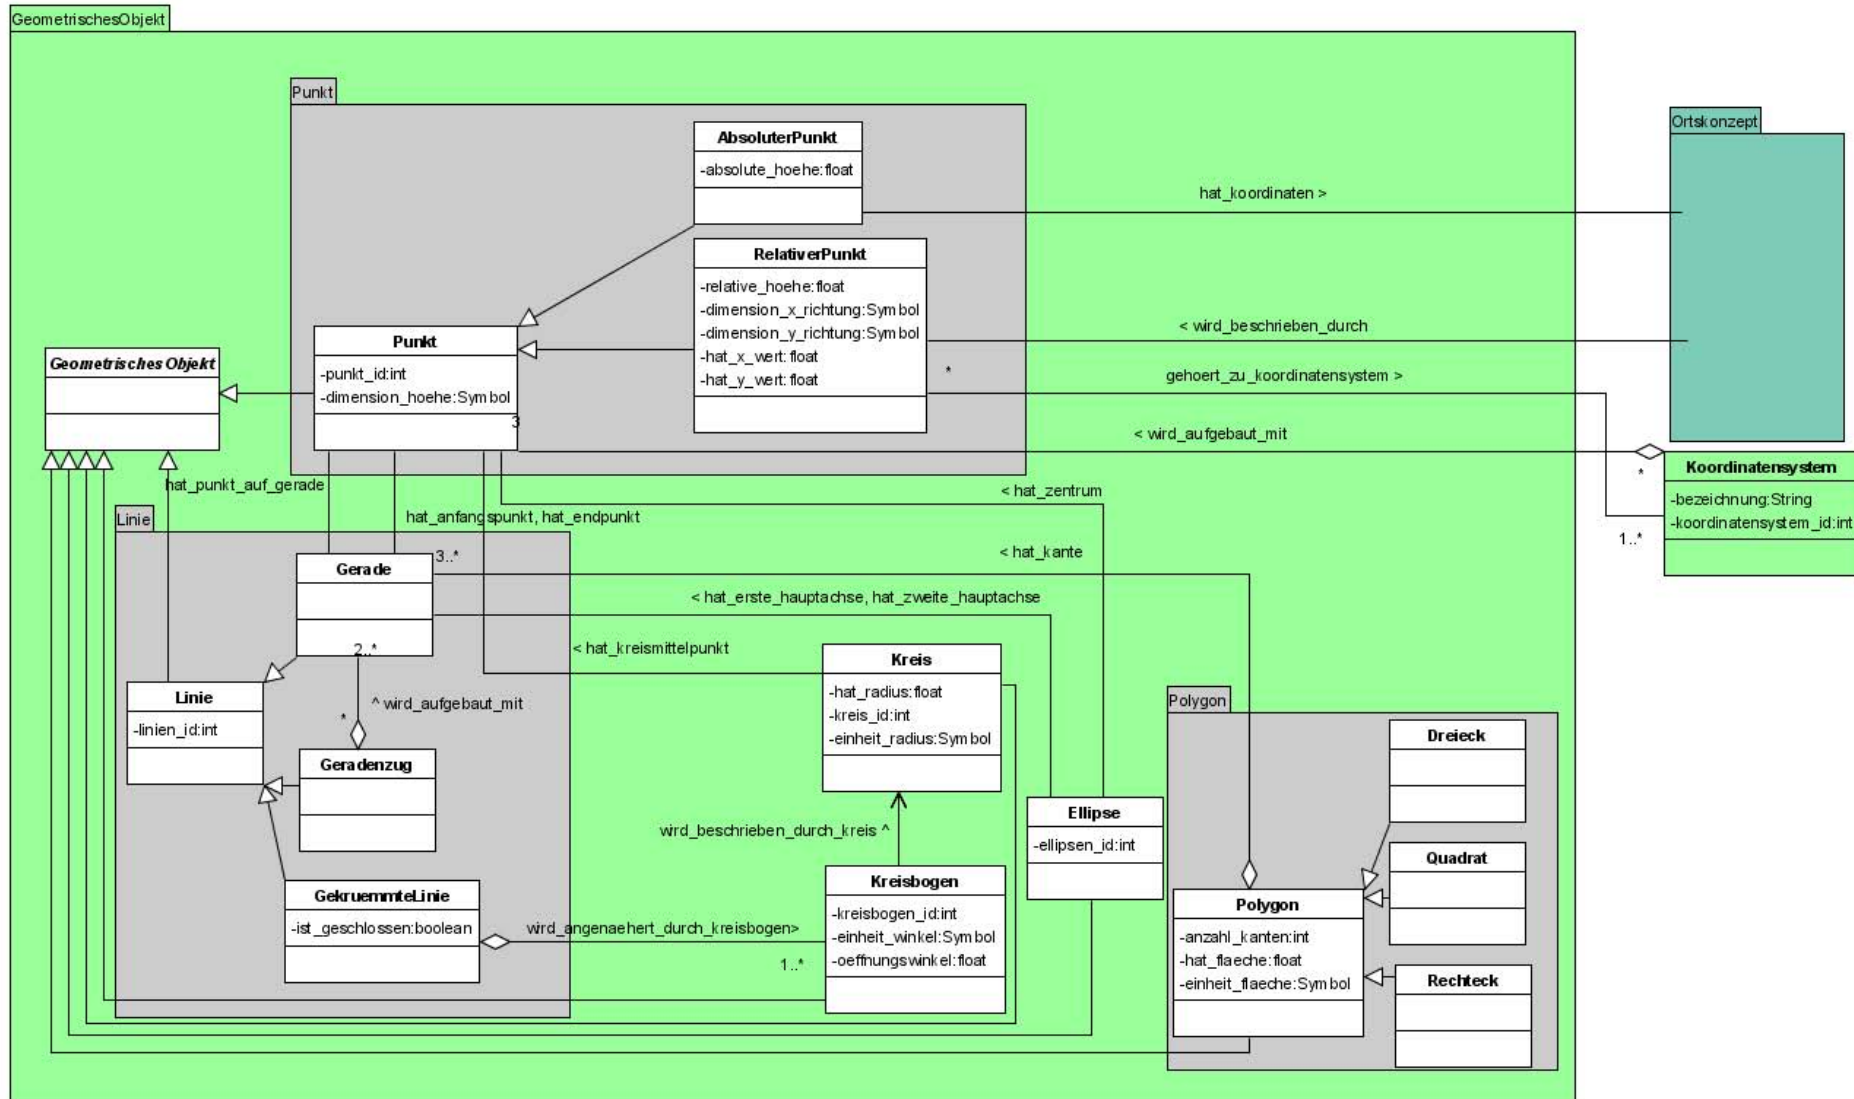 GeometrischesObjekt
Punkt
AbsoluterPunkt
-absolute_hoehe:float
Ortskonzept
hat_koordinaten >
RelativerPunkt
-relative_hoehe:float
-dimension_x_richtung:Symbol
-dimension_y_richtung:Symbol
-hat_x_wert:float
-hat_y_wert:float
< wird_beschrieben_durch
*
gehoert_zu_koordinatensystem >
Punkt
-punkt_id:int
-dimension_hoehe:Symbol
3
GeometrischesObjekt
< wird_aufgebaut_mit
*
Koordinatensystem
-bezeichnung:String
-koordinatensystem_id:int
1..*
hat_punkt_auf_gerade
< hat_zentrum
Linie
hat_anfangspunkt, hat_endpunkt
3..*
< hat_kante
Gerade
< hat_erste_hauptachse, hat_zweite_hauptachse
2..*
< hat_kreismittelpunkt
Kreis
-hat_radius:float
-kreis_id:int
-einheit_radius:Symbol
Linie
-linien_id:int
^ wird_aufgebaut_mit
*
Geradenzug
Polygon
Dreieck
wird_beschrieben_durch_kreis ^
Ellipse
-ellipsen_id:int
Quadrat
GekruemmteLinie
-ist_geschlossen:boolean
wird_angenaehert_durch_kreisbogen>
1..*
Kreisbogen
-kreisbogen_id:int
-einheit_winkel:Symbol
-oeffnungswinkel:float
Polygon
-anzahl_kanten:int
-hat_flaeche:float
-einheit_flaeche:Symbol
Rechteck